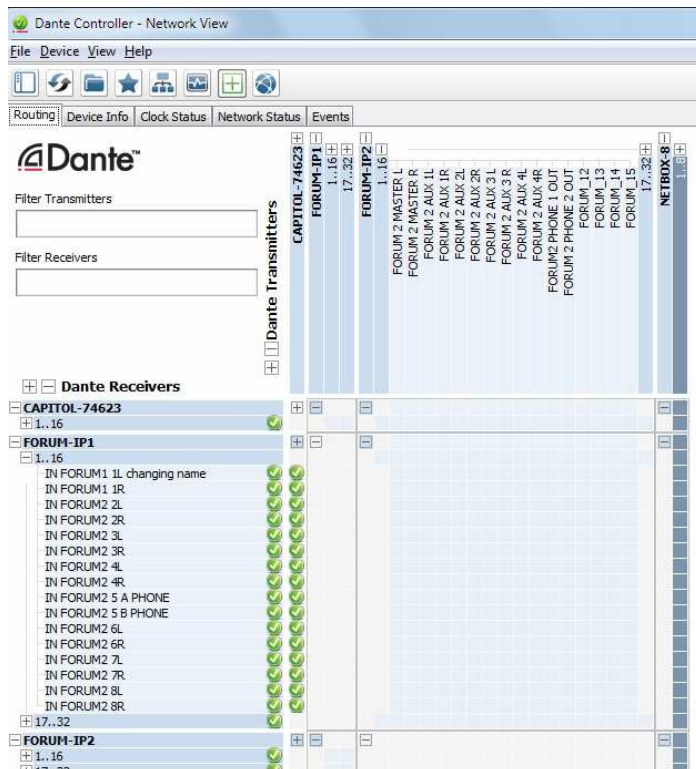 Dante Controller - Network View
File Device View Help
Routing Device Info Clock Status Network Status Events
Dante™
Filter Transmitters
Filter Receivers
Dante Transmitters
CAPITOL-74623
FORUM-IP1
1..16
17..32
FORUM-IP2
1..16
FORUM 2 MASTER L
FORUM 2 MASTER R
FORUM 2 AUX 1L
FORUM 2 AUX 1R
FORUM 2 AUX 2L
FORUM 2 AUX 2R
FORUM 2 AUX 3 L
FORUM 2 AUX 3 R
FORUM 2 AUX 4L
FORUM 2 AUX 4R
FORUM2 PHONE 1 OUT
FORUM 2 PHONE 2 OUT
FORUM_12
FORUM_13
FORUM_14
FORUM_15
17..32
NETBOX-8
1..8
Dante Receivers
CAPITOL-74623
1..16
FORUM-IP1
1..16
IN FORUM1 1L changing name
IN FORUM1 1R
IN FORUM2 2L
IN FORUM2 2R
IN FORUM2 3L
IN FORUM2 3R
IN FORUM2 4L
IN FORUM2 4R
IN FORUM2 5 A PHONE
IN FORUM2 5 B PHONE
IN FORUM2 6L
IN FORUM2 6R
IN FORUM2 7L
IN FORUM2 7R
IN FORUM2 8L
IN FORUM2 8R
17..32
FORUM-IP2
1..16